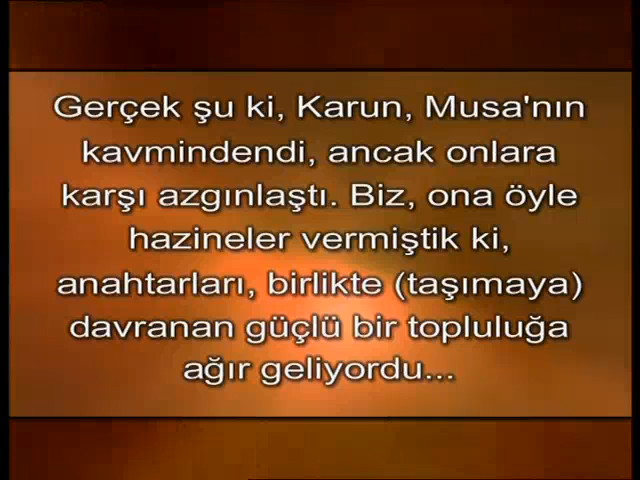 Gerçek şu ki, Karun, Musa'nın
kavmindendi, ancak onlara
karşı azgınlaştı. Biz, ona öyle
hazineler vermiştik ki,
anahtarları, birlikte (taşımaya)
davranan güçlü bir topluluğa
ağır geliyordu...